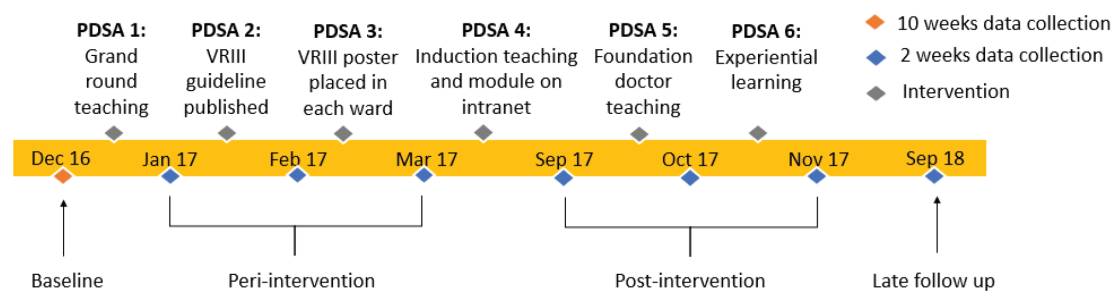 PDSA 1:
Grand
round
teaching
PDSA 2:
VRIII
guideline
published
PDSA 3:
VRIII poster
placed in
each ward
PDSA 4:
Induction teaching
and module on
intranet
PDSA 5:
Foundation
doctor
teaching
PDSA 6:
Experiential
learning
10 weeks data collection
2 weeks data collection
Intervention
Dec 16
Jan 17
Feb 17
Mar 17
Sep 17
Oct 17
Nov 17
Sep 18
Baseline
Peri-intervention
Post-intervention
Late follow up